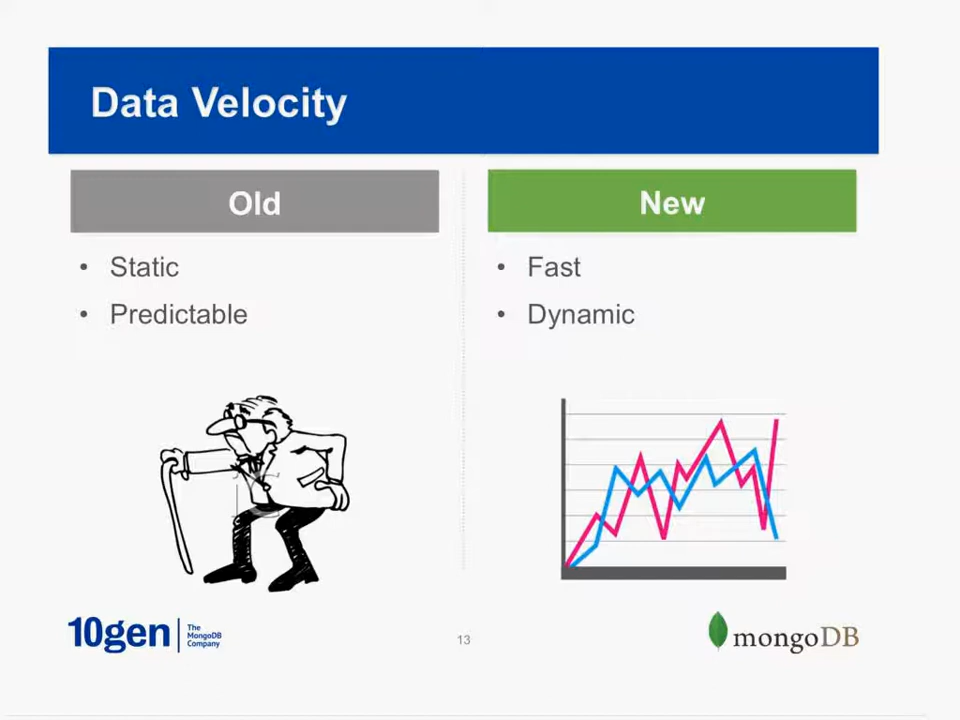 Data Velocity
Old
• Static
• Predictable
New
• Fast
• Dynamic
10gen
The
MongoDB
Company
13
mongoDB